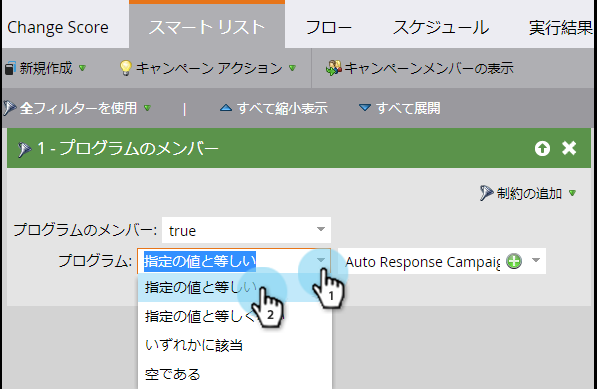 Change Score スマート リスト フロー スケジュール 実行結果
新規作成 キャンペーン アクション キャンペーンメンバーの表示
全フィルターを使用 | すべて縮小表示 すべて展開
1 - プログラムのメンバー
制約の追加
プログラムのメンバー: true
プログラム: 指定の値と等しい Auto Response Campaig
1
指定の値と等しい
2
指定の値と等しく
いずれかに該当
空である